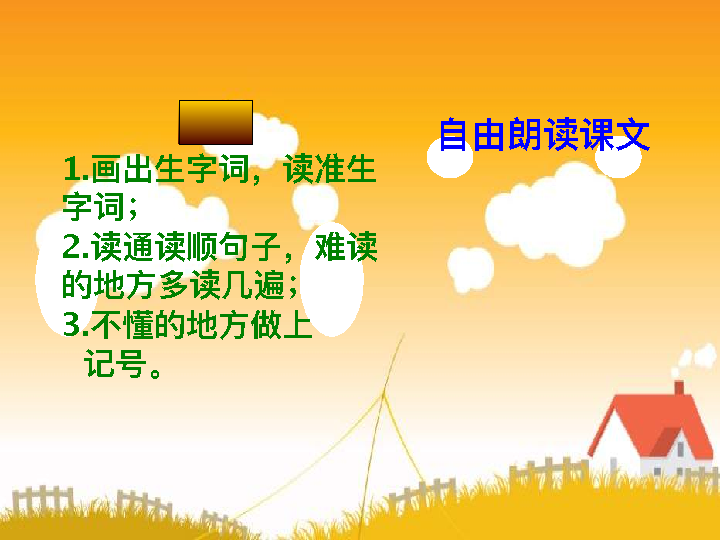 自由朗读课文
1.画出生字词，读准生
字词；
2.读通读顺句子，难读
的地方多读几遍；
3.不懂的地方做上
记号。